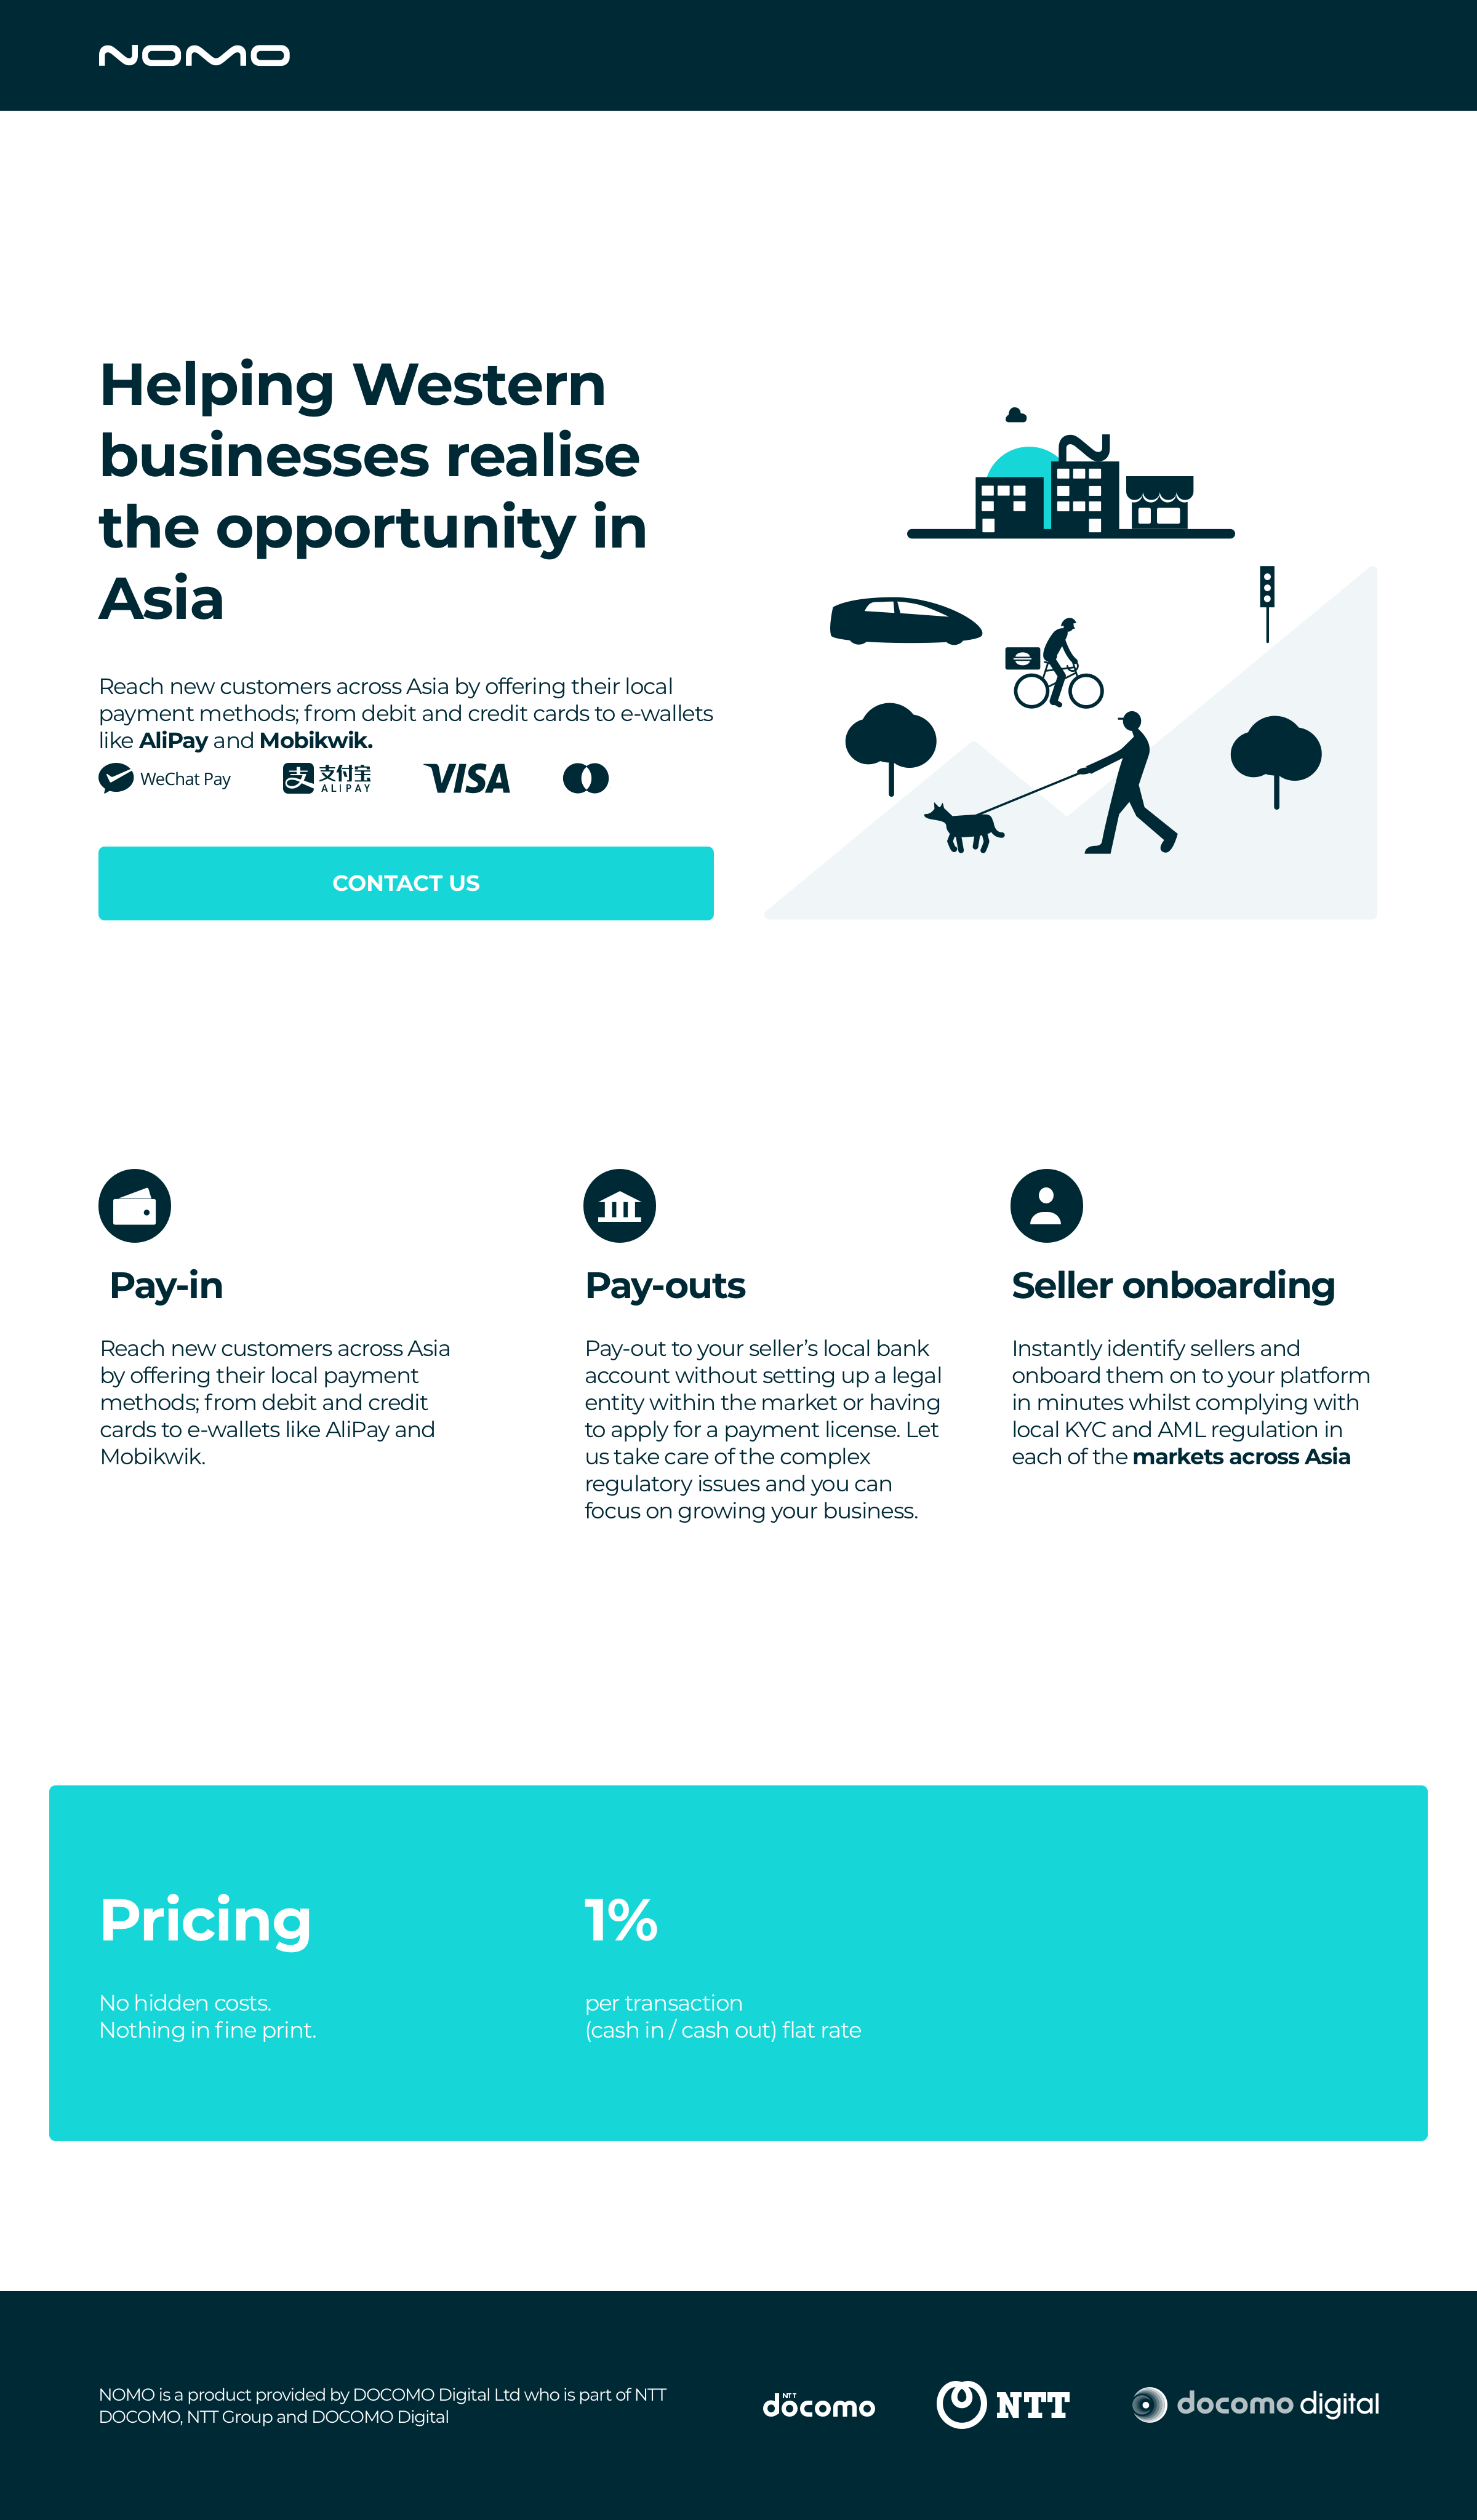 NOMO
Helping Western
businesses realise
the opportunity in
Asia
Reach new customers across Asia by offering their local
payment methods; from debit and credit cards to e-wallets
like AliPay and Mobikwik.
WeChat Pay
支 支付宝
ALIPAY
VISA
CONTACT US
Pay-in
Reach new customers across Asia
by offering their local payment
methods; from debit and credit
cards to e-wallets like AliPay and
Mobikwik.
Pay-outs
Pay-out to your seller’s local bank
account without setting up a legal
entity within the market or having
to apply for a payment license. Let
us take care of the complex
regulatory issues and you can
focus on growing your business.
Seller onboarding
Instantly identify sellers and
onboard them on to your platform
in minutes whilst complying with
local KYC and AML regulation in
each of the markets across Asia
Pricing
No hidden costs.
Nothing in fine print.
1%
per transaction
(cash in / cash out) flat rate
NOMO is a product provided by DOCOMO Digital Ltd who is part of NTT
DOCOMO, NTT Group and DOCOMO Digital
NTT
docomo
NTT
docomo digital